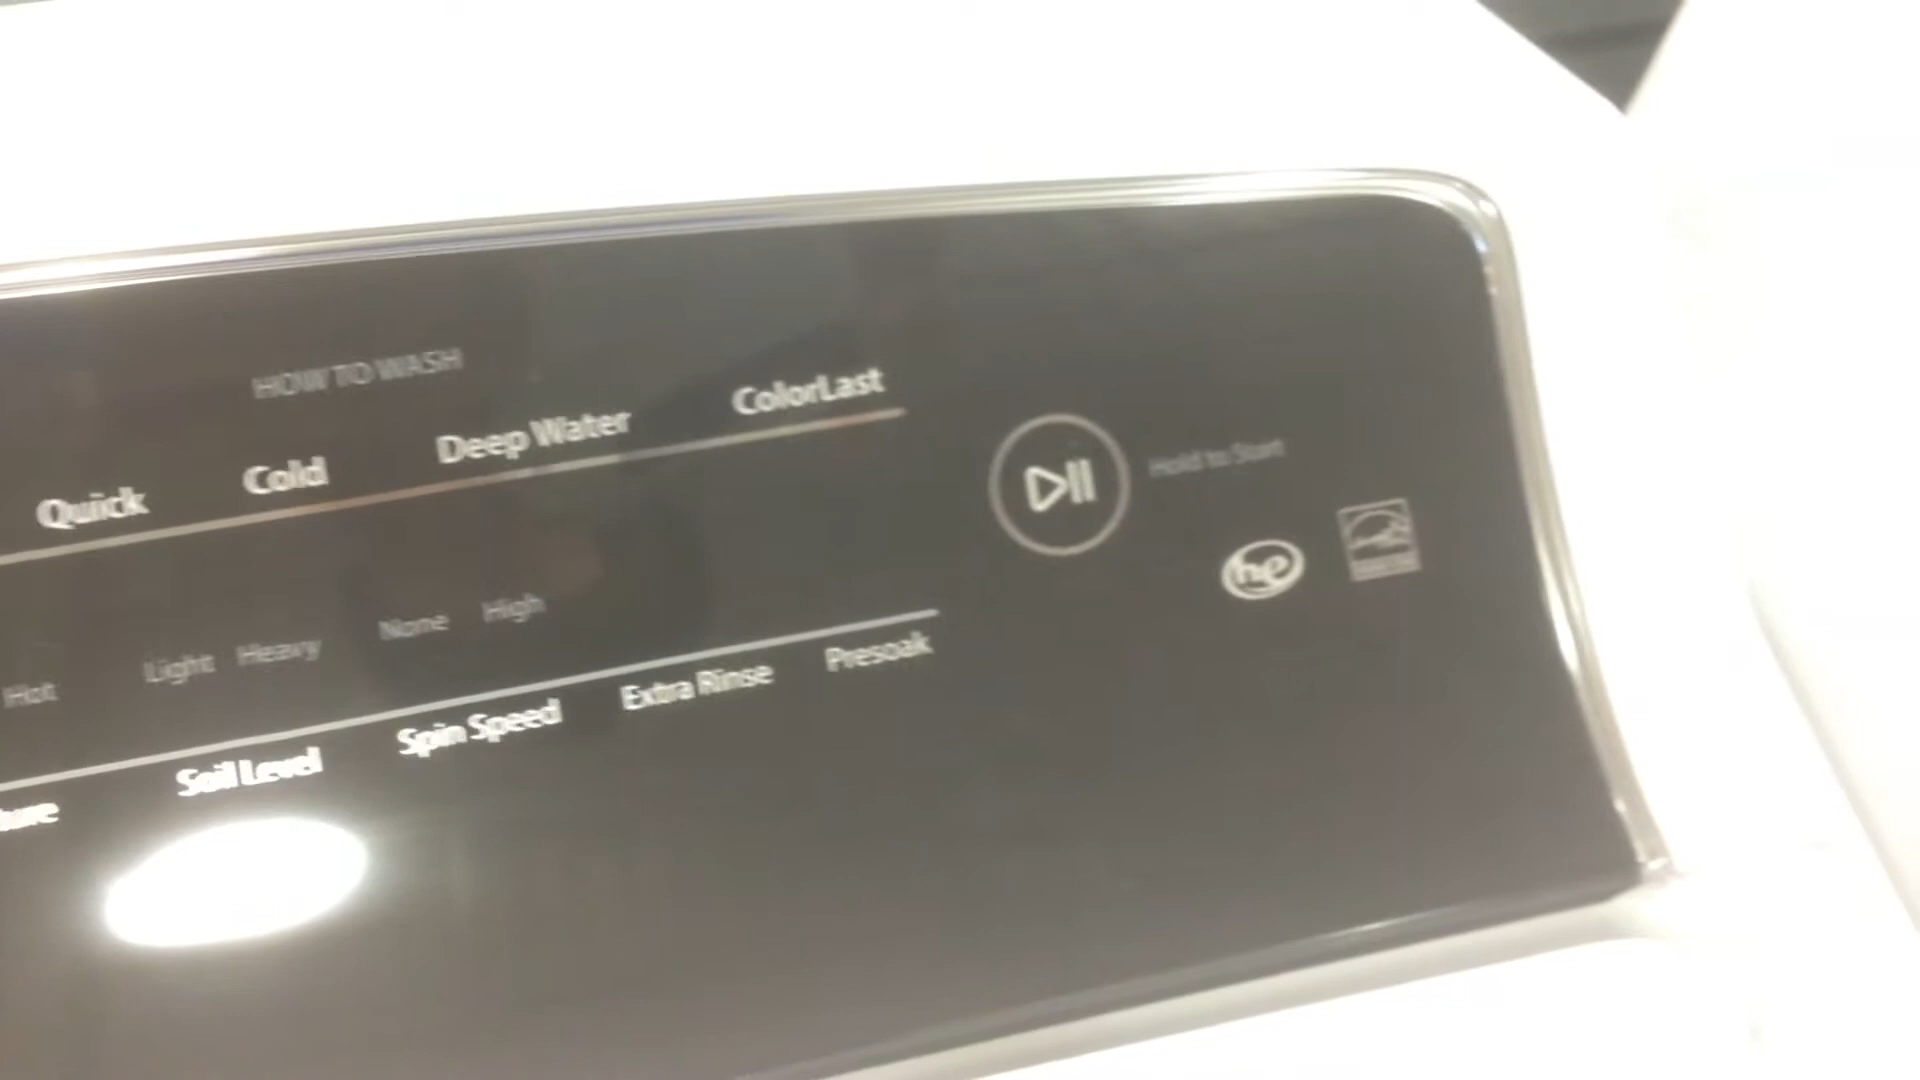 HOW TO WASH
Quick Cold Deep Water ColorLast
Hold to Start
he
Hot Light Heavy None High
Soil Level Spin Speed Extra Rinse Presoak